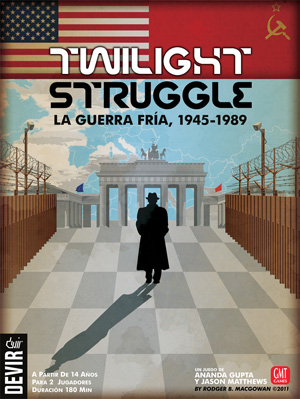 TWILIGHT
STRUGGLE
LA GUERRA FRÍA, 1945-1989
DEVIR
devir
A PARTIR DE 14 AÑOS
PARA 2 JUGADORES
DURACIÓN 180 MIN
UN JUEGO DE
ANANDA GUPTA
Y JASON MATTHEWS
BY RODGER B. MACGOWAN ©2011
GMT
GAMES